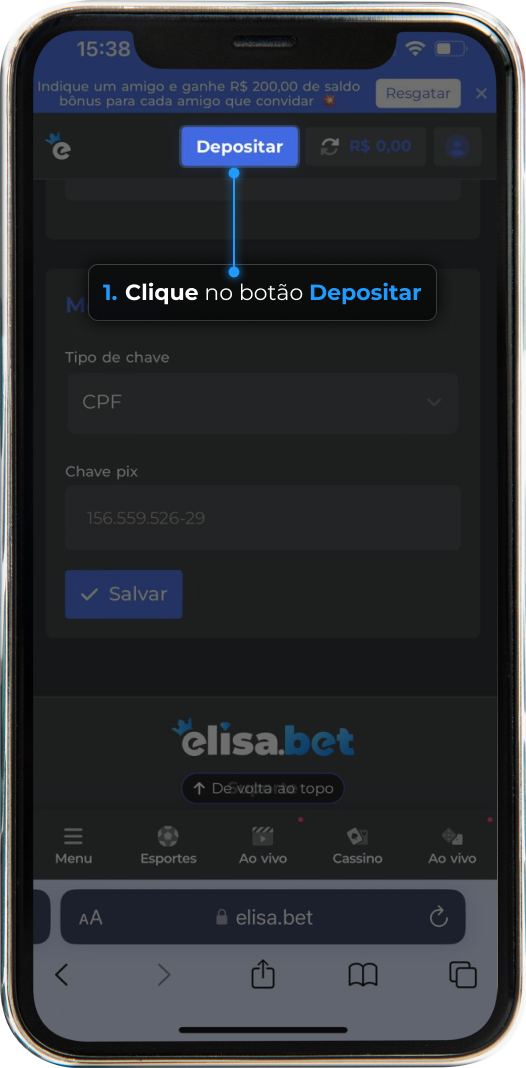 15:38
Indique um amigo e ganhe R$ 200,00 de saldo
bônus para cada amigo que convidar
Resgatar
e
Depositar
R$ 0,00
1. Clique no botão Depositar
M
Tipo de chave
CPF
Chave pix
156.559.526-29
Salvar
elisa.bet
De volta ao topo
Menu
Esportes
Ao vivo
Cassino
Ao vivo
AA
elisa.bet